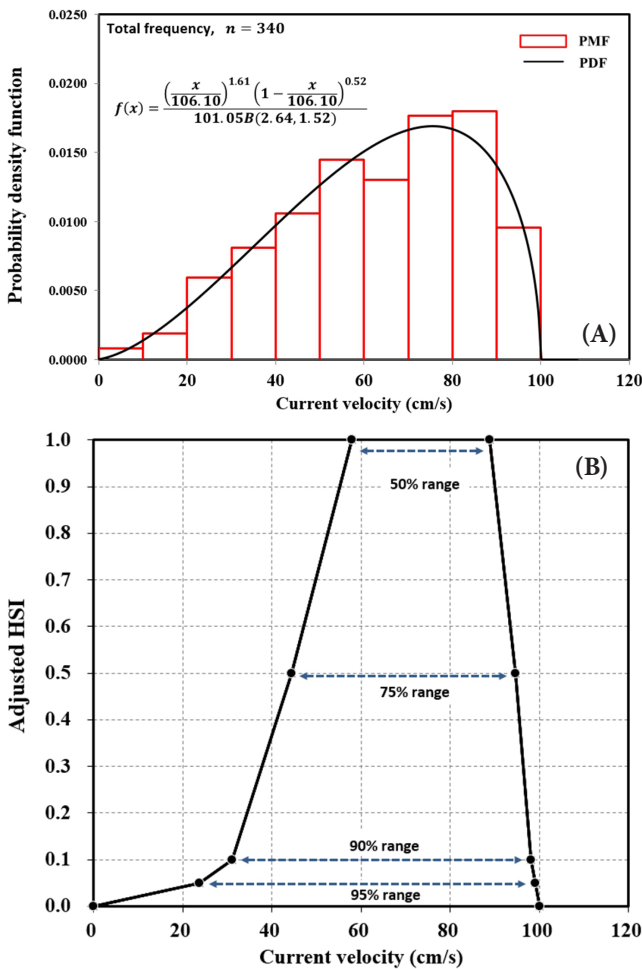 0.0250
0.0200
0.0150
0.0100
0.0050
0.0000
Probability density function
Total frequency, n = 340
PMF
PDF
f(x) = (x/106.10)^1.61 (1 − x/106.10)^0.52 / 101.05B(2.64, 1.52)
(A)
0 20 40 60 80 100 120
Current velocity (cm/s)
1.0
0.9
0.8
0.7
0.6
0.5
0.4
0.3
0.2
0.1
0.0
Adjusted HSI
(B)
50% range
75% range
90% range
95% range
0 20 40 60 80 100 120
Current velocity (cm/s)